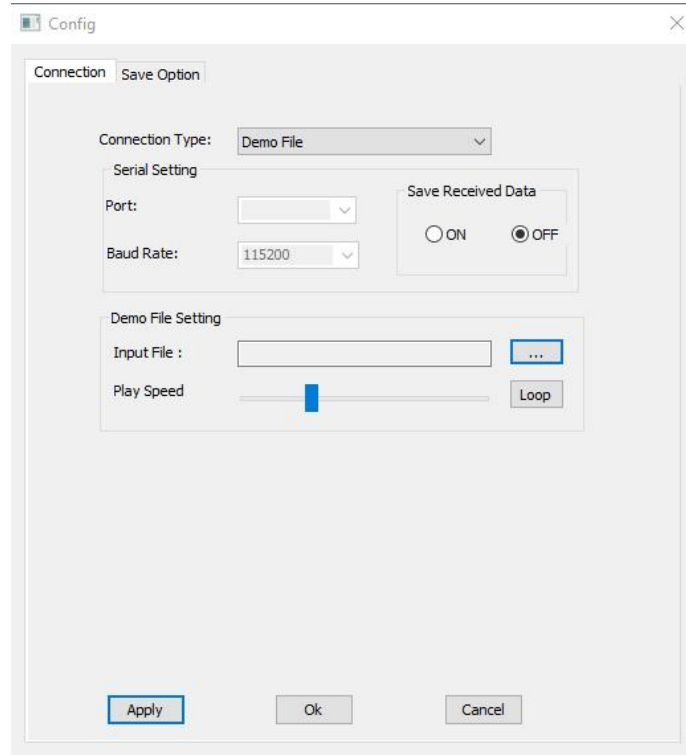 Config
Connection Save Option
Connection Type: Demo File
Serial Setting
Save Received Data
Port:
ON OFF
Baud Rate: 115200
Demo File Setting
Input File : ...
Play Speed Loop
Apply Ok Cancel